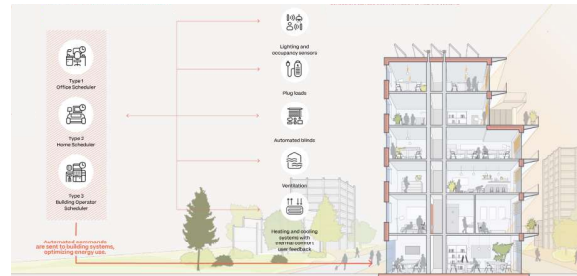 Type 1
Office Scheduler
Type 2
Home Scheduler
Type 3
Building Operator
Scheduler
Automated commands
are sent to building systems,
optimizing energy use.
Lighting and
occupancy sensors
Plug loads
Automated blinds
Ventilation
Heating and cooling
systems with
user feedback